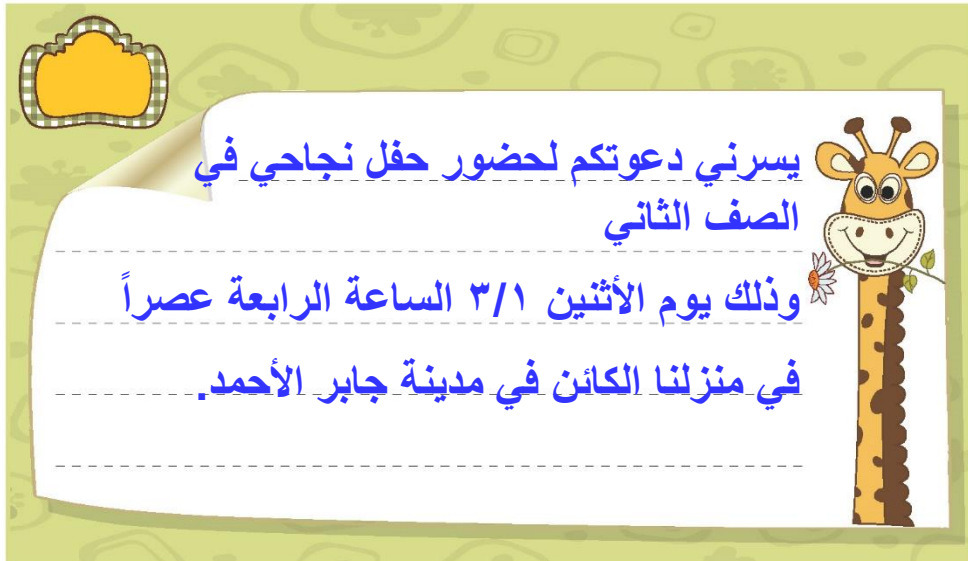 يسرني دعوتكم لحضور حفل نجاحي في
الصف الثاني
وذلك يوم الأثنين ٣/١ الساعة الرابعة عصراً
في منزلنا الكائن في مدينة جابر الأحمد.